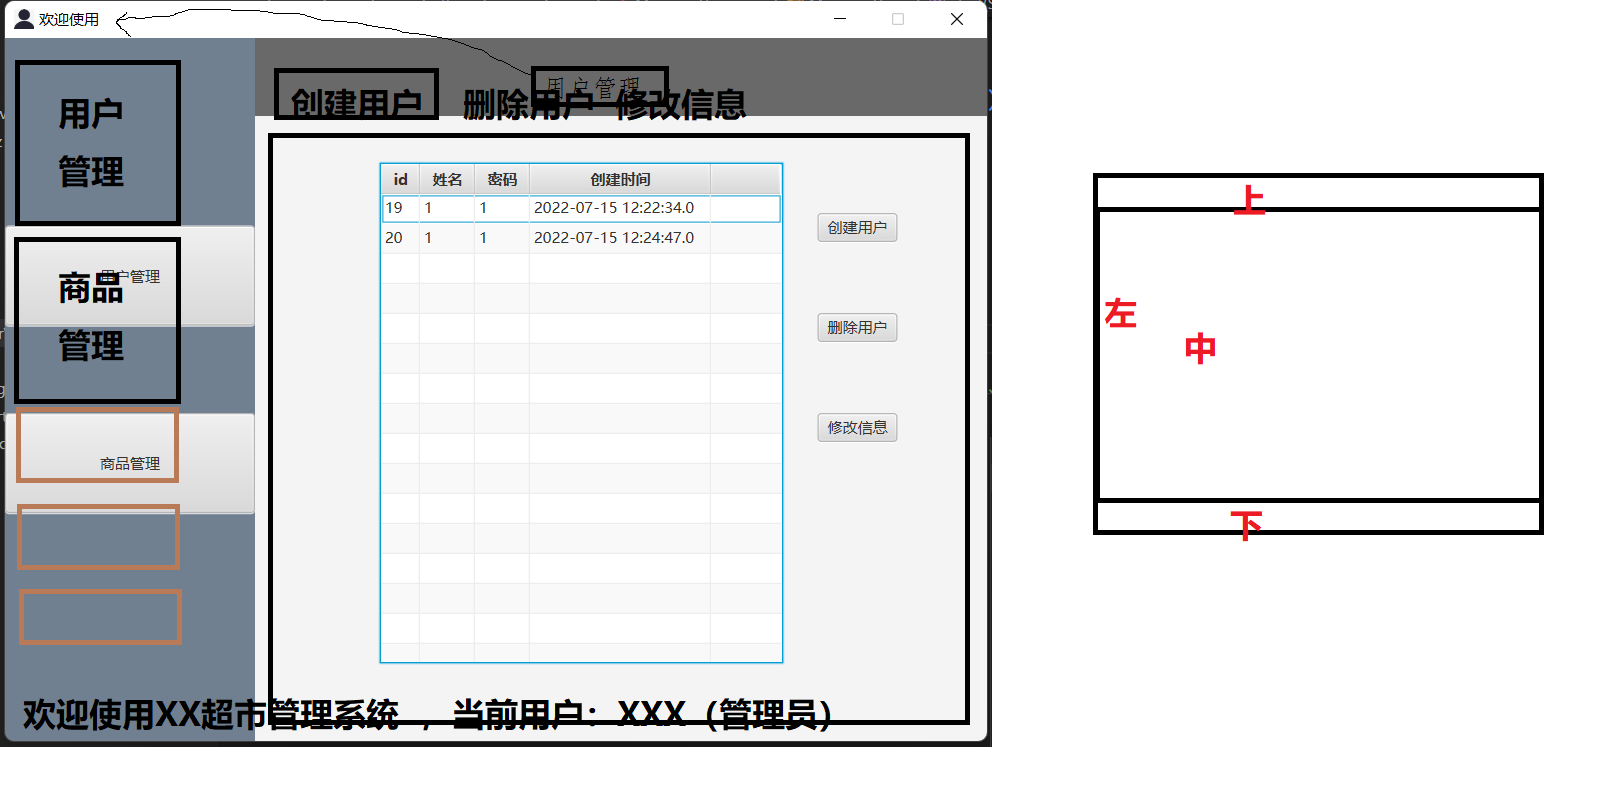 欢迎使用
用户管理
创建用户 删除用户 修改信息
用户
管理
用户管理
商品
管理
商品管理
id 姓名 密码 创建时间
19 1 1 2022-07-15 12:22:34.0
20 1 1 2022-07-15 12:24:47.0
创建用户
删除用户
修改信息
欢迎使用XX超市管理系统 ，当前用户：XXX（管理员）
上
左
中
下